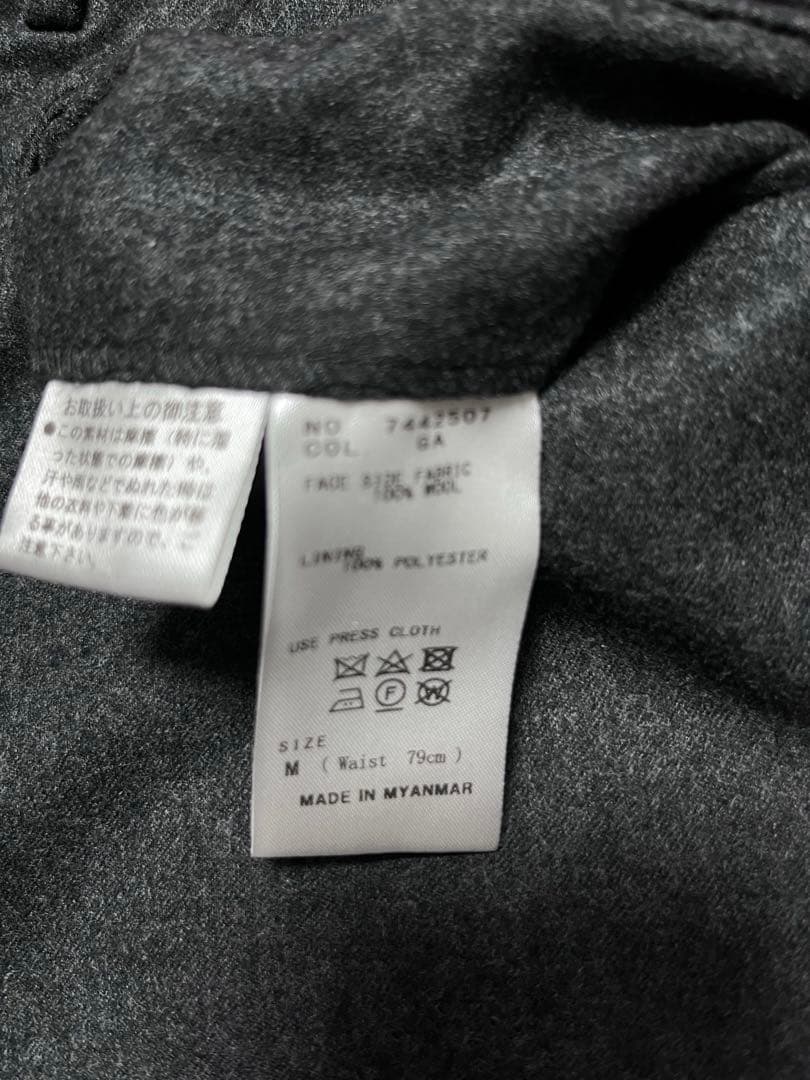 お取扱い上の御注意
●この素材は摩擦（特に湿
った状態での摩擦）や、
汗や雨などでぬれた時は
他の衣料や下着に色が移
る事がありますので、ご
注意下さい。
NO 7442507
COL. GA
FACE SIZE FABRIC
100% WOOL
LINING
100% POLYESTER
USE PRESS CLOTH
F
W
SIZE
M ( Waist 79cm )
MADE IN MYANMAR